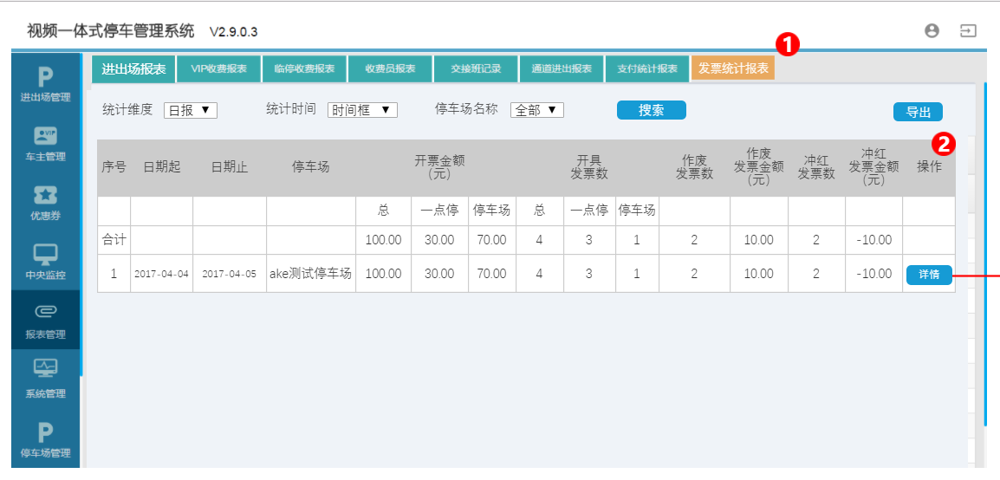 视频一体式停车管理系统 V2.9.0.3
1
进出场报表 VIP收费报表 临停收费报表 收费员报表 交接班记录 通道进出报表 支付统计报表 发票统计报表
P
进出场管理
统计维度 日报 ▼ 统计时间 时间框 ▼ 停车场名称 全部 ▼ 搜索 导出
VIP
车主管理
2
序号 日期起 日期止 停车场 开票金额 开具 作废 作废 冲红 冲红 操作
(元) 发票数 发票数 发票金额 发票数 发票金额
(元) (元)
优惠券
总 一点停 停车场 总 一点停 停车场
合计 100.00 30.00 70.00 4 3 1 2 10.00 2 -10.00
中央监控
1 2017-04-04 2017-04-05 ake测试停车场 100.00 30.00 70.00 4 3 1 2 10.00 2 -10.00 详情
报表管理
系统管理
P
停车场管理